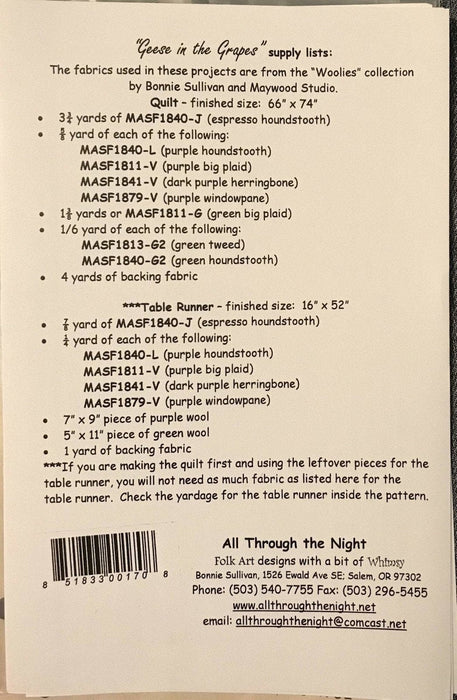 "Geese in the Grapes" supply lists:
The fabrics used in these projects are from the "Woolies" collection
by Bonnie Sullivan and Maywood Studio.
Quilt - finished size: 66" x 74"
• 3¾ yards of MASF1840-J (espresso houndstooth)
• ⅝ yard of each of the following:
MASF1840-L (purple houndstooth)
MASF1811-V (purple big plaid)
MASF1841-V (dark purple herringbone)
MASF1879-V (purple windowpane)
• yards or MASF1811-G (green big plaid)
• 1/6 yard of each of the following:
MASF1813-G2 (green tweed)
MASF1840-G2 (green houndstooth)
• 4 yards of backing fabric
***Table Runner - finished size: 16" x 52"
• ⅞ yard of MASF1840-J (espresso houndstooth)
• ¼ yard of each of the following:
MASF1840-L (purple houndstooth)
MASF1811-V (purple big plaid)
MASF1841-V (dark purple herringbone)
MASF1879-V (purple windowpane)
• 7" x 9" piece of purple wool
• 5" x 11" piece of green wool
• 1 yard of backing fabric
***If you are making the quilt first and using the leftover pieces for the
table runner, you will not need as much fabric as listed here for the
table runner. Check the yardage for the table runner inside the pattern.
8 51833 00170 8
All Through the Night
Folk Art designs with a bit of Whimsy
Bonnie Sullivan, 1526 Ewald Ave SE; Salem, OR 97302
Phone: (503) 540-7755 Fax: (503) 296-5455
www.allthroughthenight.net
email: allthroughthenight@comcast.net